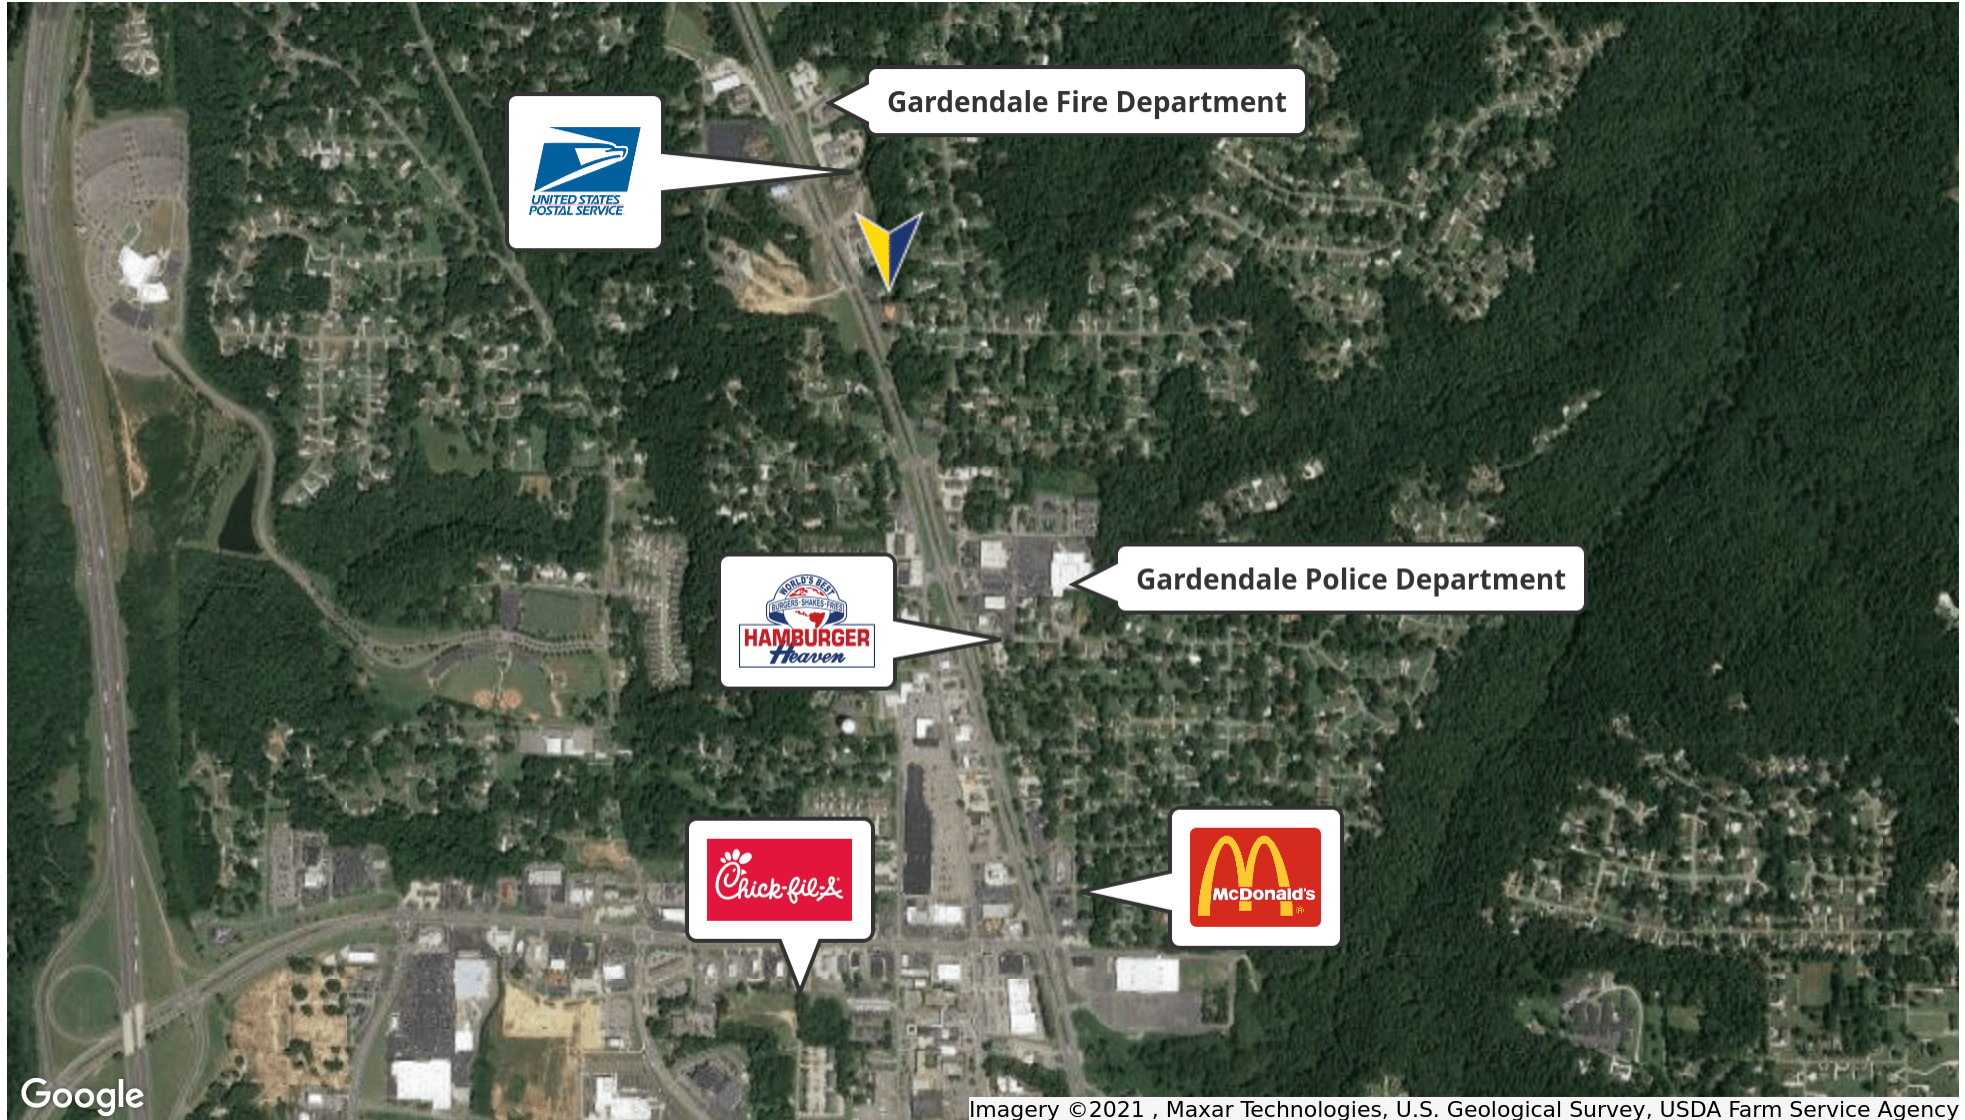 Gardendale Fire Department
UNITED STATES
POSTAL SERVICE
Gardendale Police Department
WORLD'S BEST
BURGERS·SHAKES·FRIES
HAMBURGER
Heaven
Chick-fil-A
McDonald's
®
Google
Imagery ©2021 , Maxar Technologies, U.S. Geological Survey, USDA Farm Service Agency